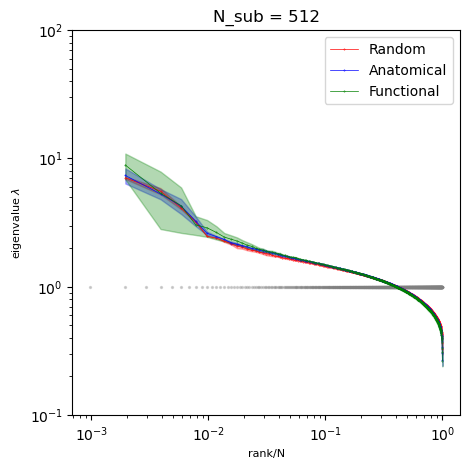 N_sub = 512
Random
Anatomical
Functional
eigenvalue λ
10²
10¹
10⁰
10⁻¹
10⁻³
10⁻²
10⁻¹
10⁰
rank/N